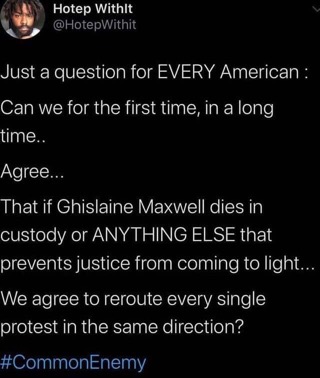 Hotep WithIt
@HotepWithit
Just a question for EVERY American :
Can we for the first time, in a long
time..
Agree...
That if Ghislaine Maxwell dies in
custody or ANYTHING ELSE that
prevents justice from coming to light...
We agree to reroute every single
protest in the same direction?
#CommonEnemy